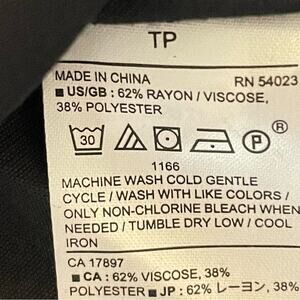 TP
MADE IN CHINA RN 54023
■ US/GB : 62% RAYON / VISCOSE,
38% POLYESTER
30 P ®
1166
MACHINE WASH COLD GENTLE
CYCLE / WASH WITH LIKE COLORS /
ONLY NON-CHLORINE BLEACH WHEN
NEEDED / TUMBLE DRY LOW / COOL
IRON
CA 17897
■ CA : 62% VISCOSE, 38%
POLYESTER ■ JP : 62% レーヨン, 38%